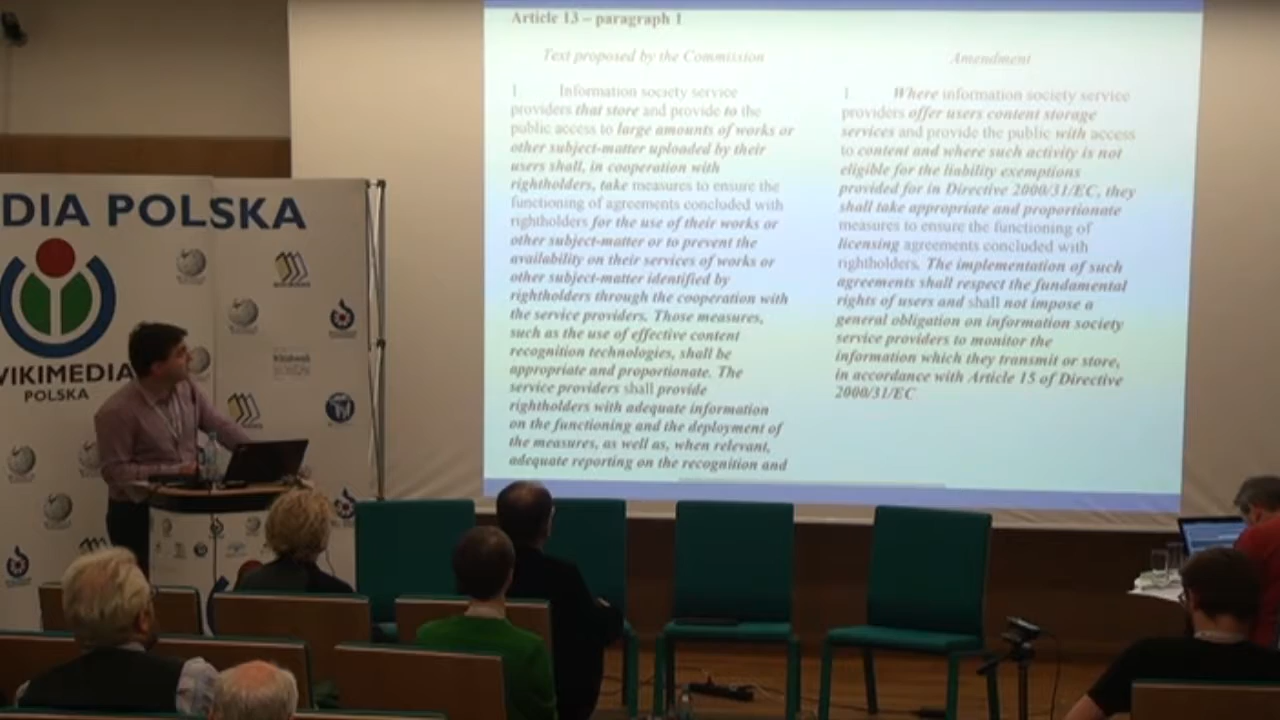 Article 13 – paragraph 1
Text proposed by the Commission
1. Information society service
providers that store and provide to the
public access to large amounts of works or
other subject-matter uploaded by their
users shall, in cooperation with
rightholders, take measures to ensure the
functioning of agreements concluded with
rightholders for the use of their works or
other subject-matter or to prevent the
availability on their services of works or
other subject-matter identified by
rightholders through the cooperation with
the service providers. Those measures,
such as the use of effective content
recognition technologies, shall be
appropriate and proportionate. The
service providers shall provide
rightholders with adequate information
on the functioning and the deployment of
the measures, as well as, when relevant,
adequate reporting on the recognition and
Amendment
1. Where information society service
providers offer users content storage
services and provide the public with access
to content and where such activity is not
eligible for the liability exemptions
provided for in Directive 2000/31/EC, they
shall take appropriate and proportionate
measures to ensure the functioning of
licensing agreements concluded with
rightholders. The implementation of such
agreements shall respect the fundamental
rights of users and shall not impose a
general obligation on information society
service providers to monitor the
information which they transmit or store,
in accordance with Article 15 of Directive
2000/31/EC
DIA POLSKA
VIKIMEDIA
POLSKA